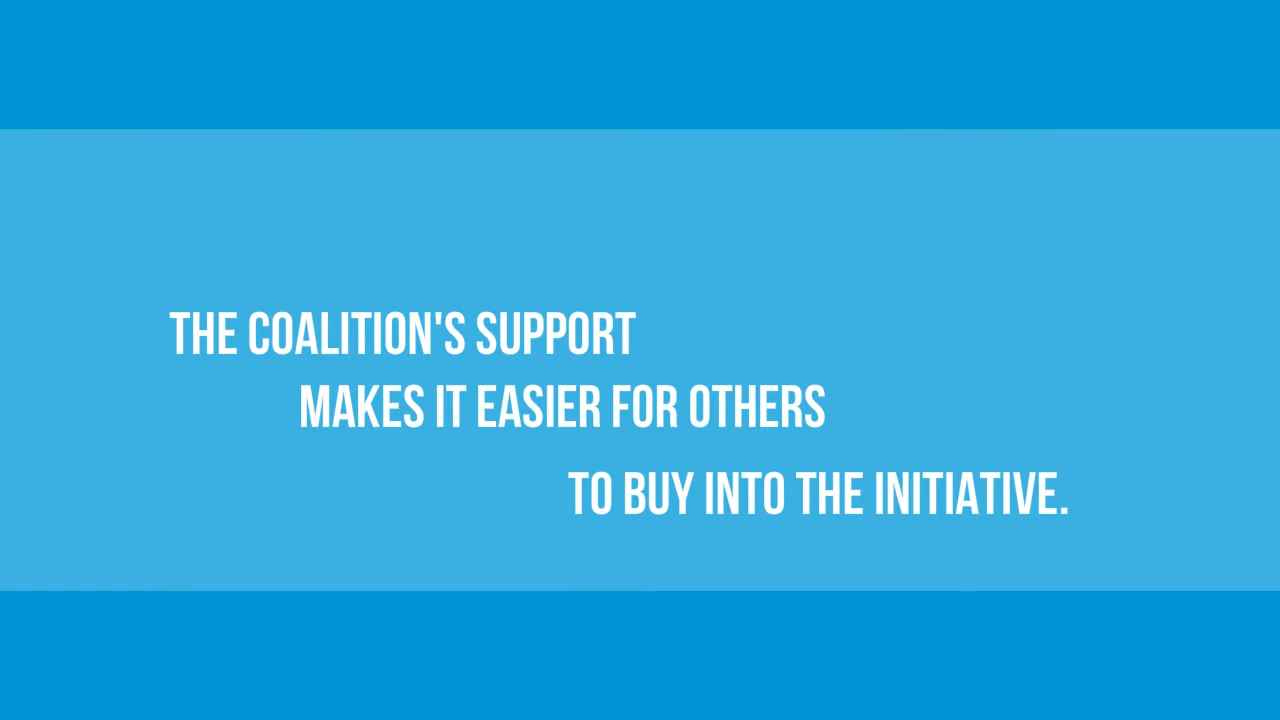 THE COALITION'S SUPPORT
MAKES IT EASIER FOR OTHERS
TO BUY INTO THE INITIATIVE.